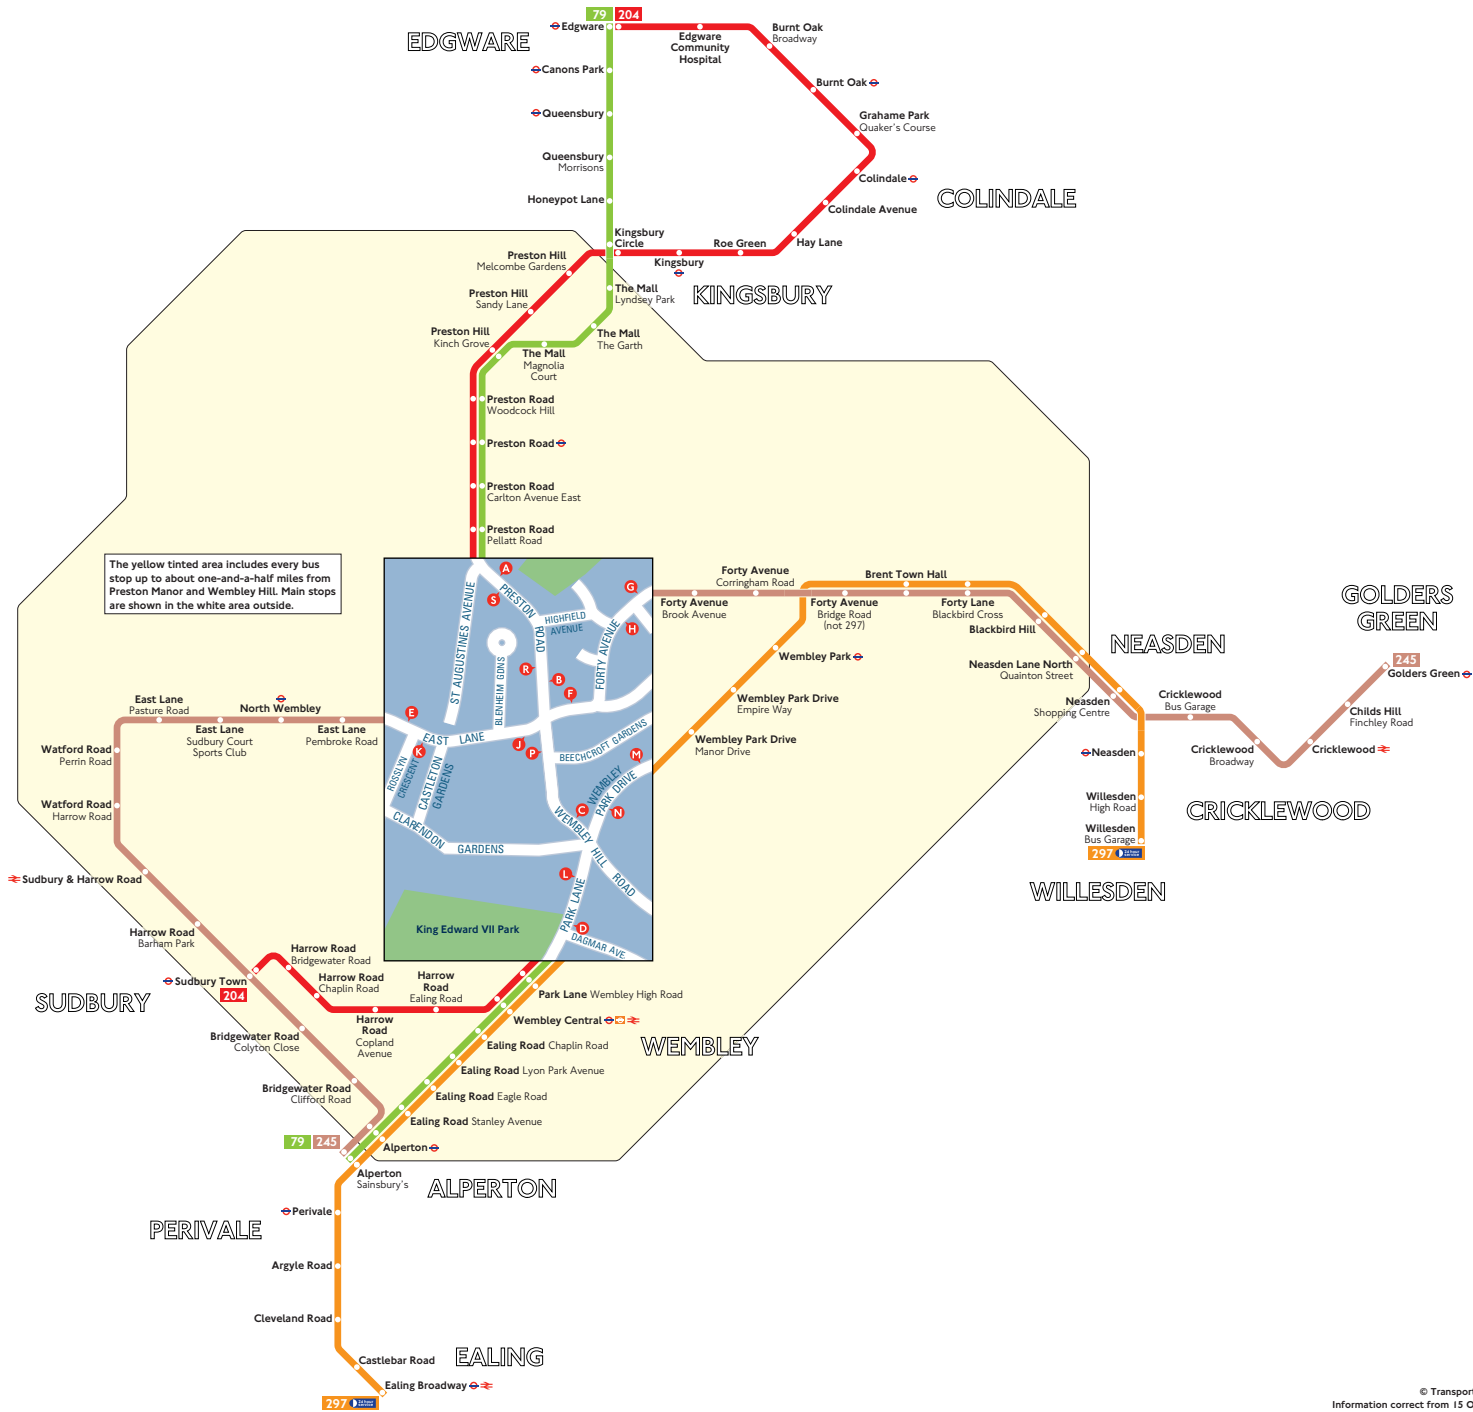 79 204
EDGWARE
Edgware
Edgware
Community
Hospital
Burnt Oak
Broadway
Canons Park
Burnt Oak
Queensbury
Grahame Park
Quaker's Course
Queensbury
Morrisons
Colindale
COLINDALE
Honeypot Lane
Colindale Avenue
Kingsbury
Circle
Roe Green
Hay Lane
Kingsbury
KINGSBURY
Preston Hill
Melcombe Gardens
The Mall
Lyndsey Park
Preston Hill
Sandy Lane
The Mall
The Garth
Preston Hill
Kinch Grove
The Mall
Magnolia
Court
Preston Road
Woodcock Hill
Preston Road
Preston Road
Carlton Avenue East
Preston Road
Pellatt Road
The yellow tinted area includes every bus
stop up to about one-and-a-half miles from
Preston Manor and Wembley Hill. Main stops
are shown in the white area outside.
A
S
G
H
R
B
F
E
K
J
P
M
C
N
L
D
ST AUGUSTINES AVENUE
PRESTON
ROAD
HIGHFIELD
AVENUE
FORTY AVENUE
BLENHEIM GDNS
EAST LANE
BEECHCROFT GARDENS
ROSSLYN
CRESCENT
CASTLETON
GARDENS
WEMBLEY
PARK DRIVE
CLARENDON
GARDENS
WEMBLEY
HILL
ROAD
PARK LANE
King Edward VII Park
DAGMAR AVE.
Forty Avenue
Brook Avenue
Forty Avenue
Corringham Road
Forty Avenue
Bridge Road
(not 297)
Brent Town Hall
Forty Lane
Blackbird Cross
Blackbird Hill
Neasden Lane North
Quainton Street
Neasden
Shopping Centre
NEASDEN
Wembley Park
Wembley Park Drive
Empire Way
Wembley Park Drive
Manor Drive
GOLDERS
GREEN
245
Golders Green
Childs Hill
Finchley Road
Cricklewood
Cricklewood
Bus Garage
Cricklewood
Broadway
CRICKLEWOOD
Neasden
Willesden
High Road
Willesden
Bus Garage
297 24 hour
service
WILLESDEN
East Lane
Pasture Road
East Lane
Sudbury Court
Sports Club
North Wembley
East Lane
Pembroke Road
Watford Road
Perrin Road
Watford Road
Harrow Road
Sudbury & Harrow Road
Harrow Road
Barham Park
Sudbury Town
204
SUDBURY
Harrow Road
Bridgewater Road
Harrow Road
Chaplin Road
Harrow
Road
Copland
Avenue
Harrow
Road
Ealing Road
Bridgewater Road
Colyton Close
Bridgewater Road
Clifford Road
79 245
Park Lane Wembley High Road
Wembley Central
WEMBLEY
Ealing Road Chaplin Road
Ealing Road Lyon Park Avenue
Ealing Road Eagle Road
Ealing Road Stanley Avenue
Alperton
Alperton
Sainsbury's
ALPERTON
Perivale
PERIVALE
Argyle Road
Cleveland Road
Castlebar Road
EALING
Ealing Broadway
297 24 hour
service
© Transport
Information correct from 15 O